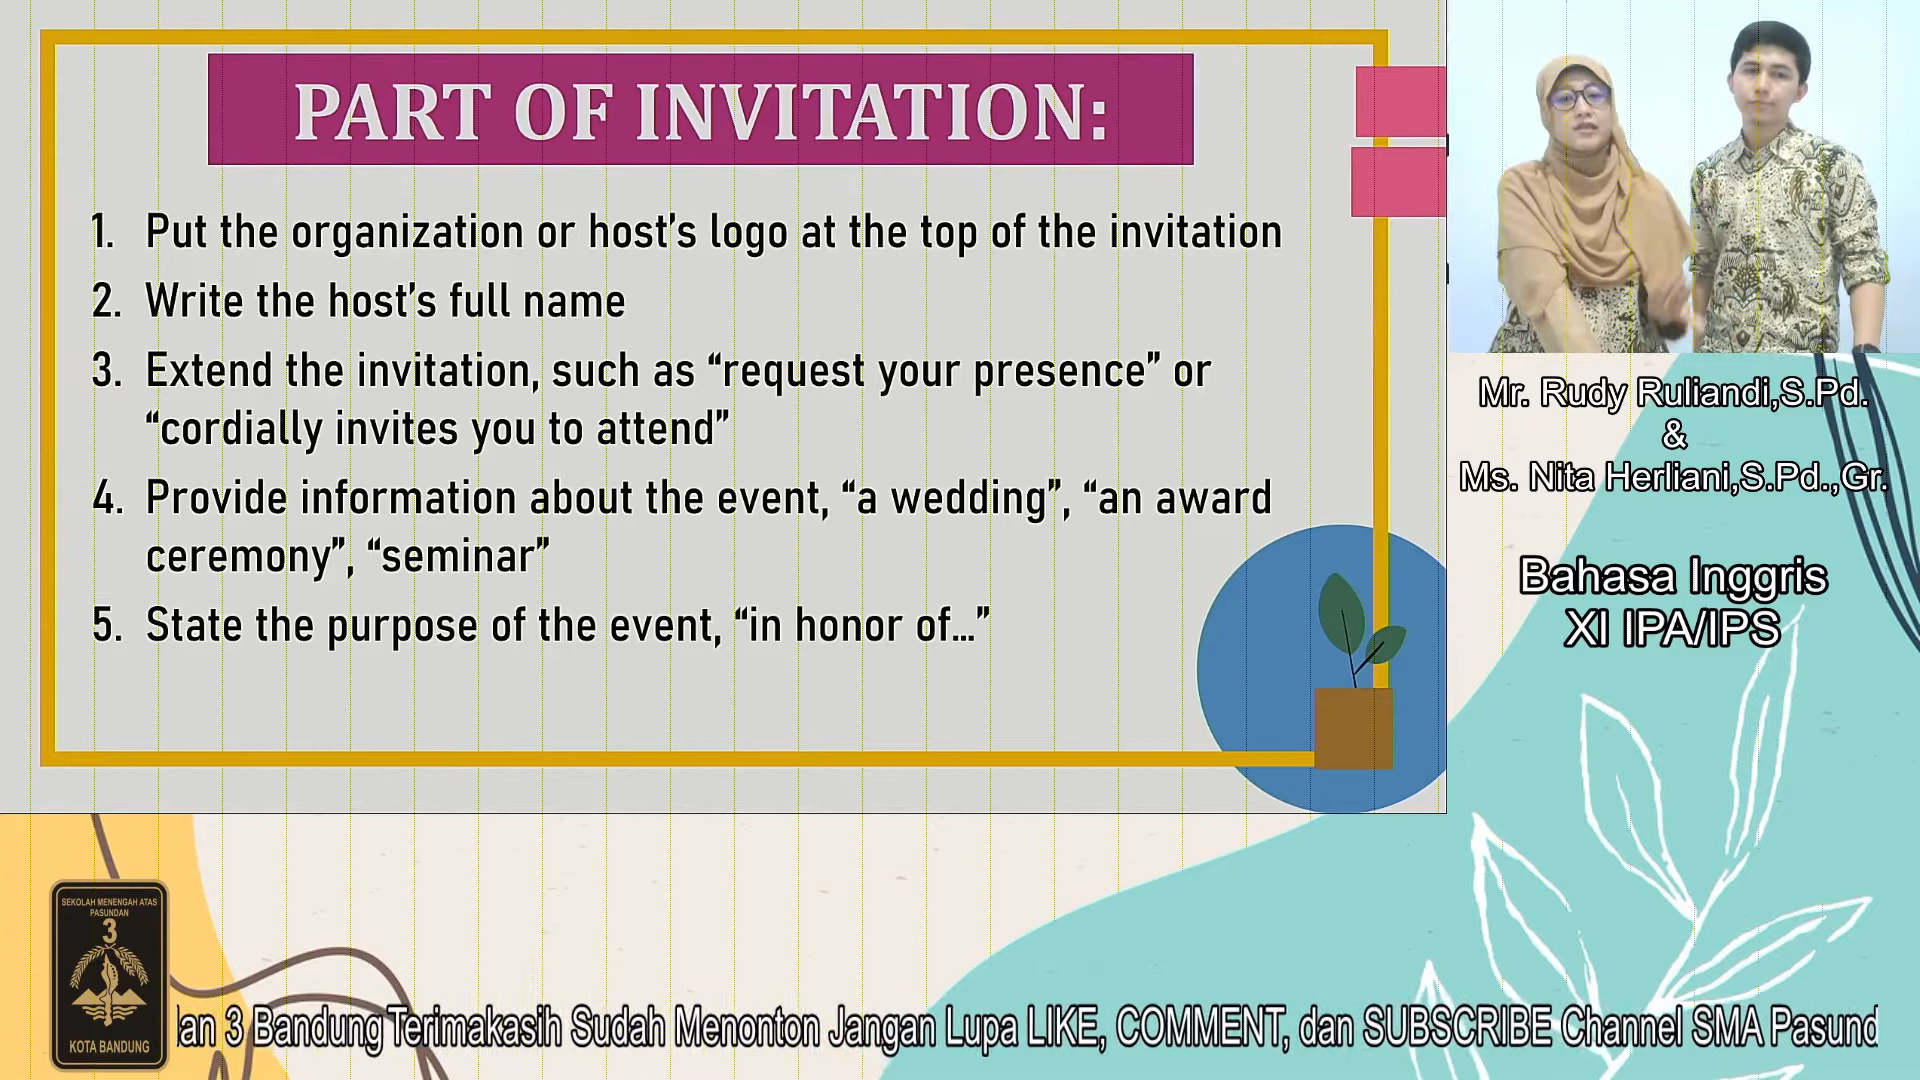 PART OF INVITATION:
1. Put the organization or host’s logo at the top of the invitation
2. Write the host’s full name
3. Extend the invitation, such as “request your presence” or
“cordially invites you to attend”
4. Provide information about the event, “a wedding”, “an award
ceremony”, “seminar”
5. State the purpose of the event, “in honor of...”
Mr. Rudy Ruliandi,S.Pd.
&
Ms. Nita Herliani,S.Pd.,Gr.
Bahasa Inggris
XI IPA/IPS
SEKOLAH MENENGAH ATAS
PASUNDAN
3
KOTA BANDUNG
lan 3 Bandung Terimakasih Sudah Menonton Jangan Lupa LIKE, COMMENT, dan SUBSCRIBE Channel SMA Pasund